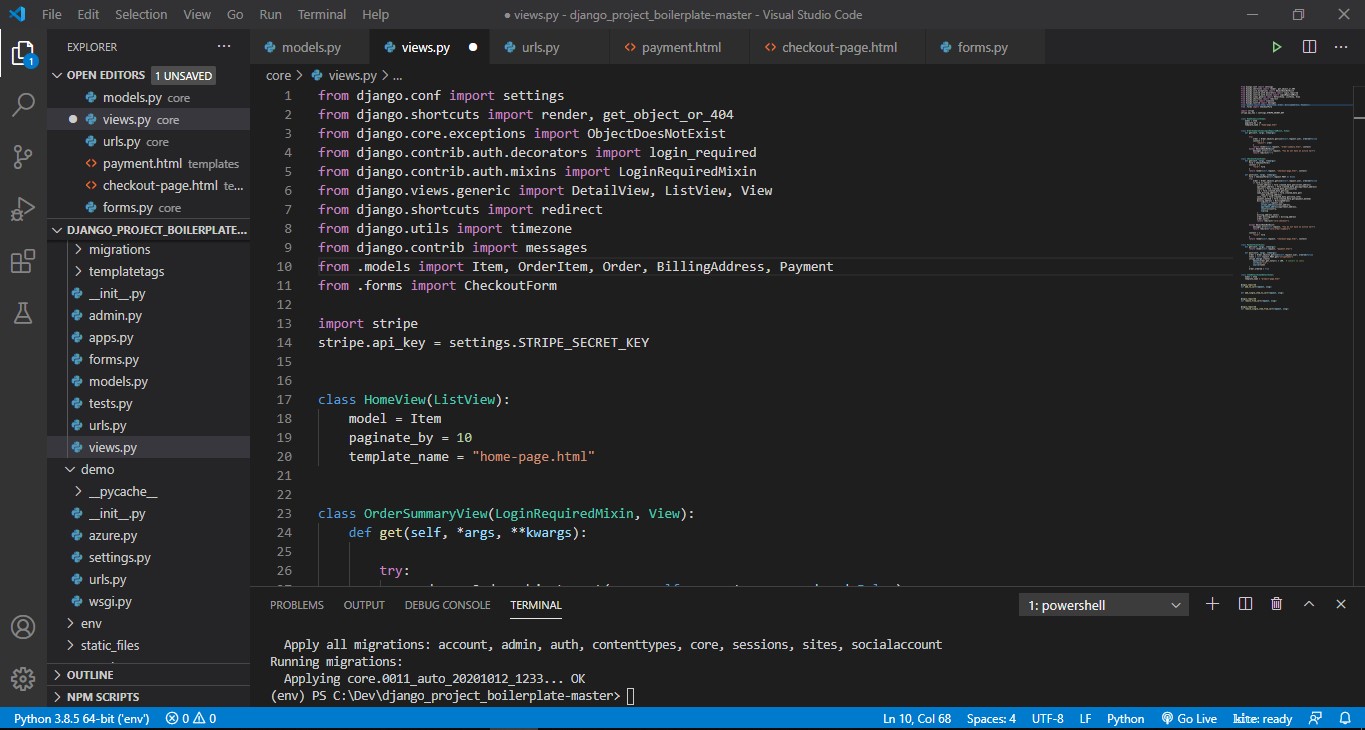 File Edit Selection View Go Run Terminal Help
● views.py - django_project_boilerplate-master - Visual Studio Code
EXPLORER
OPEN EDITORS 1 UNSAVED
models.py core
views.py core
urls.py core
payment.html templates
checkout-page.html te...
forms.py core
DJANGO_PROJECT_BOILERPLATE...
migrations
templatetags
__init__.py
admin.py
apps.py
forms.py
models.py
tests.py
urls.py
views.py
demo
__pycache__
__init__.py
azure.py
settings.py
urls.py
wsgi.py
env
static_files
OUTLINE
NPM SCRIPTS
1
models.py views.py urls.py payment.html checkout-page.html forms.py
core > views.py > ...
1 from django.conf import settings
2 from django.shortcuts import render, get_object_or_404
3 from django.core.exceptions import ObjectDoesNotExist
4 from django.contrib.auth.decorators import login_required
5 from django.contrib.auth.mixins import LoginRequiredMixin
6 from django.views.generic import DetailView, ListView, View
7 from django.shortcuts import redirect
8 from django.utils import timezone
9 from django.contrib import messages
10 from .models import Item, OrderItem, Order, BillingAddress, Payment
11 from .forms import CheckoutForm
12
13 import stripe
14 stripe.api_key = settings.STRIPE_SECRET_KEY
15
16
17 class HomeView(ListView):
18 model = Item
19 paginate_by = 10
20 template_name = "home-page.html"
21
22
23 class OrderSummaryView(LoginRequiredMixin, View):
24 def get(self, *args, **kwargs):
25
26 try:
PROBLEMS OUTPUT DEBUG CONSOLE TERMINAL
1: powershell
Apply all migrations: account, admin, auth, contenttypes, core, sessions, sites, socialaccount
Running migrations:
Applying core.0011_auto_20201012_1233... OK
(env) PS C:\Dev\django_project_boilerplate-master>
Python 3.8.5 64-bit ('env') 0 0 Ln 10, Col 68 Spaces: 4 UTF-8 LF Python Go Live kite: ready